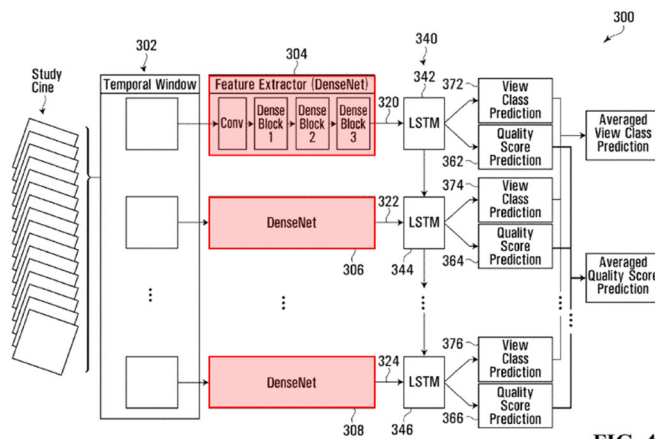 300
302
304
340
Study
Cine
Temporal Window
Feature Extractor (DenseNet)
342
372
Conv
Dense
Block
1
Dense
Block
2
Dense
Block
3
320
LSTM
View
Class
Prediction
Quality
Score
Prediction
362
Averaged
View Class
Prediction
DenseNet
306
322
LSTM
344
374
View
Class
Prediction
Quality
Score
Prediction
364
Averaged
Quality Score
Prediction
DenseNet
308
324
LSTM
346
376
View
Class
Prediction
Quality
Score
Prediction
366
FIG. 4